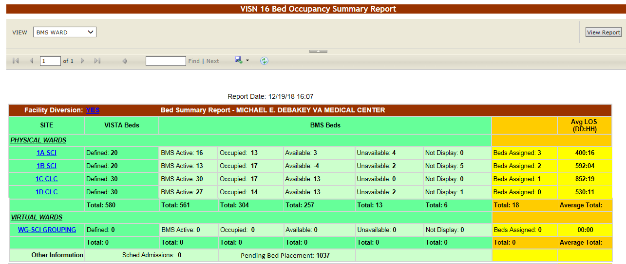 VISN 16 Bed Occupancy Summary Report
VIEW BMS WARD View Report
1 of 1 Find | Next
Report Date: 12/19/18 16:07
Facility Diversion: YES Bed Summary Report - MICHAEL E. DEBAKEY VA MEDICAL CENTER
SITE VISTA Beds BMS Beds Avg LOS (DD:HH)
PHYSICAL WARDS
1A SCI Defined: 20 BMS Active: 16 Occupied: 13 Available: 3 Unavailable: 4 Not Display: 0 Beds Assigned: 3 400:16
1B SCI Defined: 20 BMS Active: 13 Occupied: 17 Available: -4 Unavailable: 2 Not Display: 5 Beds Assigned: 2 592:04
1C CLC Defined: 30 BMS Active: 30 Occupied: 17 Available: 13 Unavailable: 0 Not Display: 0 Beds Assigned: 1 852:19
1D CLC Defined: 30 BMS Active: 27 Occupied: 14 Available: 13 Unavailable: 2 Not Display: 1 Beds Assigned: 0 530:11
Total: 580 Total: 561 Total: 304 Total: 257 Total: 13 Total: 6 Total: 18 Average Total:
VIRTUAL WARDS
WG-SCI GROUPING Defined: 0 BMS Active: 0 Occupied: 0 Available: 0 Unavailable: 0 Not Display: 0 Beds Assigned: 0 00:00
Total: 0 Total: 0 Total: 0 Total: 0 Total: 0 Total: 0 Total: 0 Average Total:
Other Information Sched Admissions : 0 Pending Bed Placement: 1037